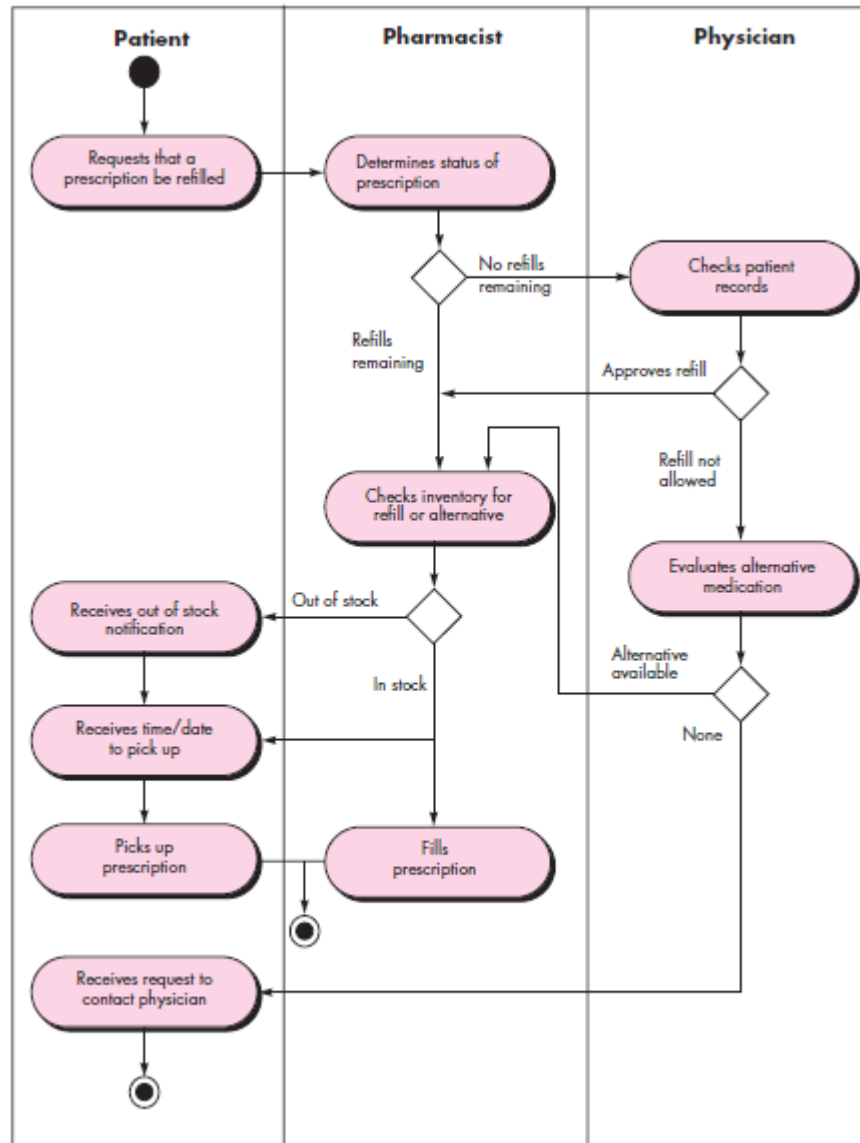 Patient
Pharmacist
Physician
Requests that a
prescription be refilled
Determines status of
prescription
No refills
remaining
Checks patient
records
Refills
remaining
Approves refill
Refill not
allowed
Checks inventory for
refill or alternative
Evaluates alternative
medication
Receives out of stock
notification
Out of stock
Alternative
available
In stock
None
Receives time/date
to pick up
Picks up
prescription
Fills
prescription
Receives request to
contact physician